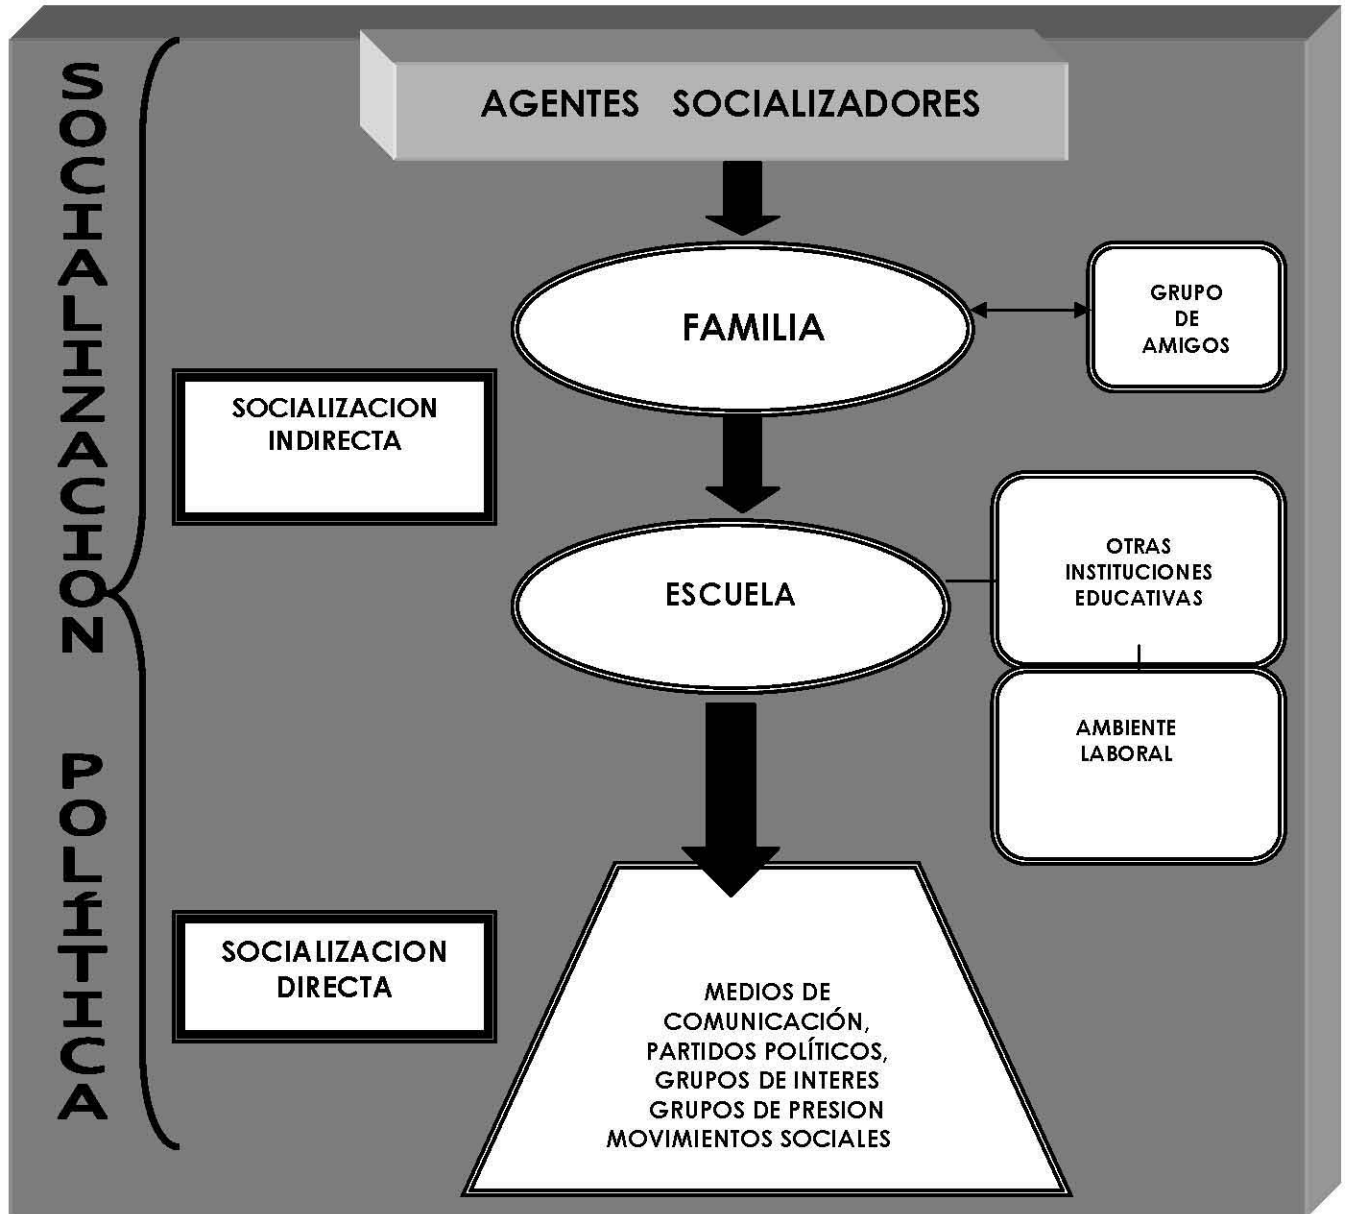 SOCIALIZACION POLÍTICA
AGENTES SOCIALIZADORES
FAMILIA
GRUPO
DE
AMIGOS
SOCIALIZACION
INDIRECTA
ESCUELA
OTRAS
INSTITUCIONES
EDUCATIVAS
AMBIENTE
LABORAL
SOCIALIZACION
DIRECTA
MEDIOS DE
COMUNICACIÓN,
PARTIDOS POLÍTICOS,
GRUPOS DE INTERES
GRUPOS DE PRESION
MOVIMIENTOS SOCIALES